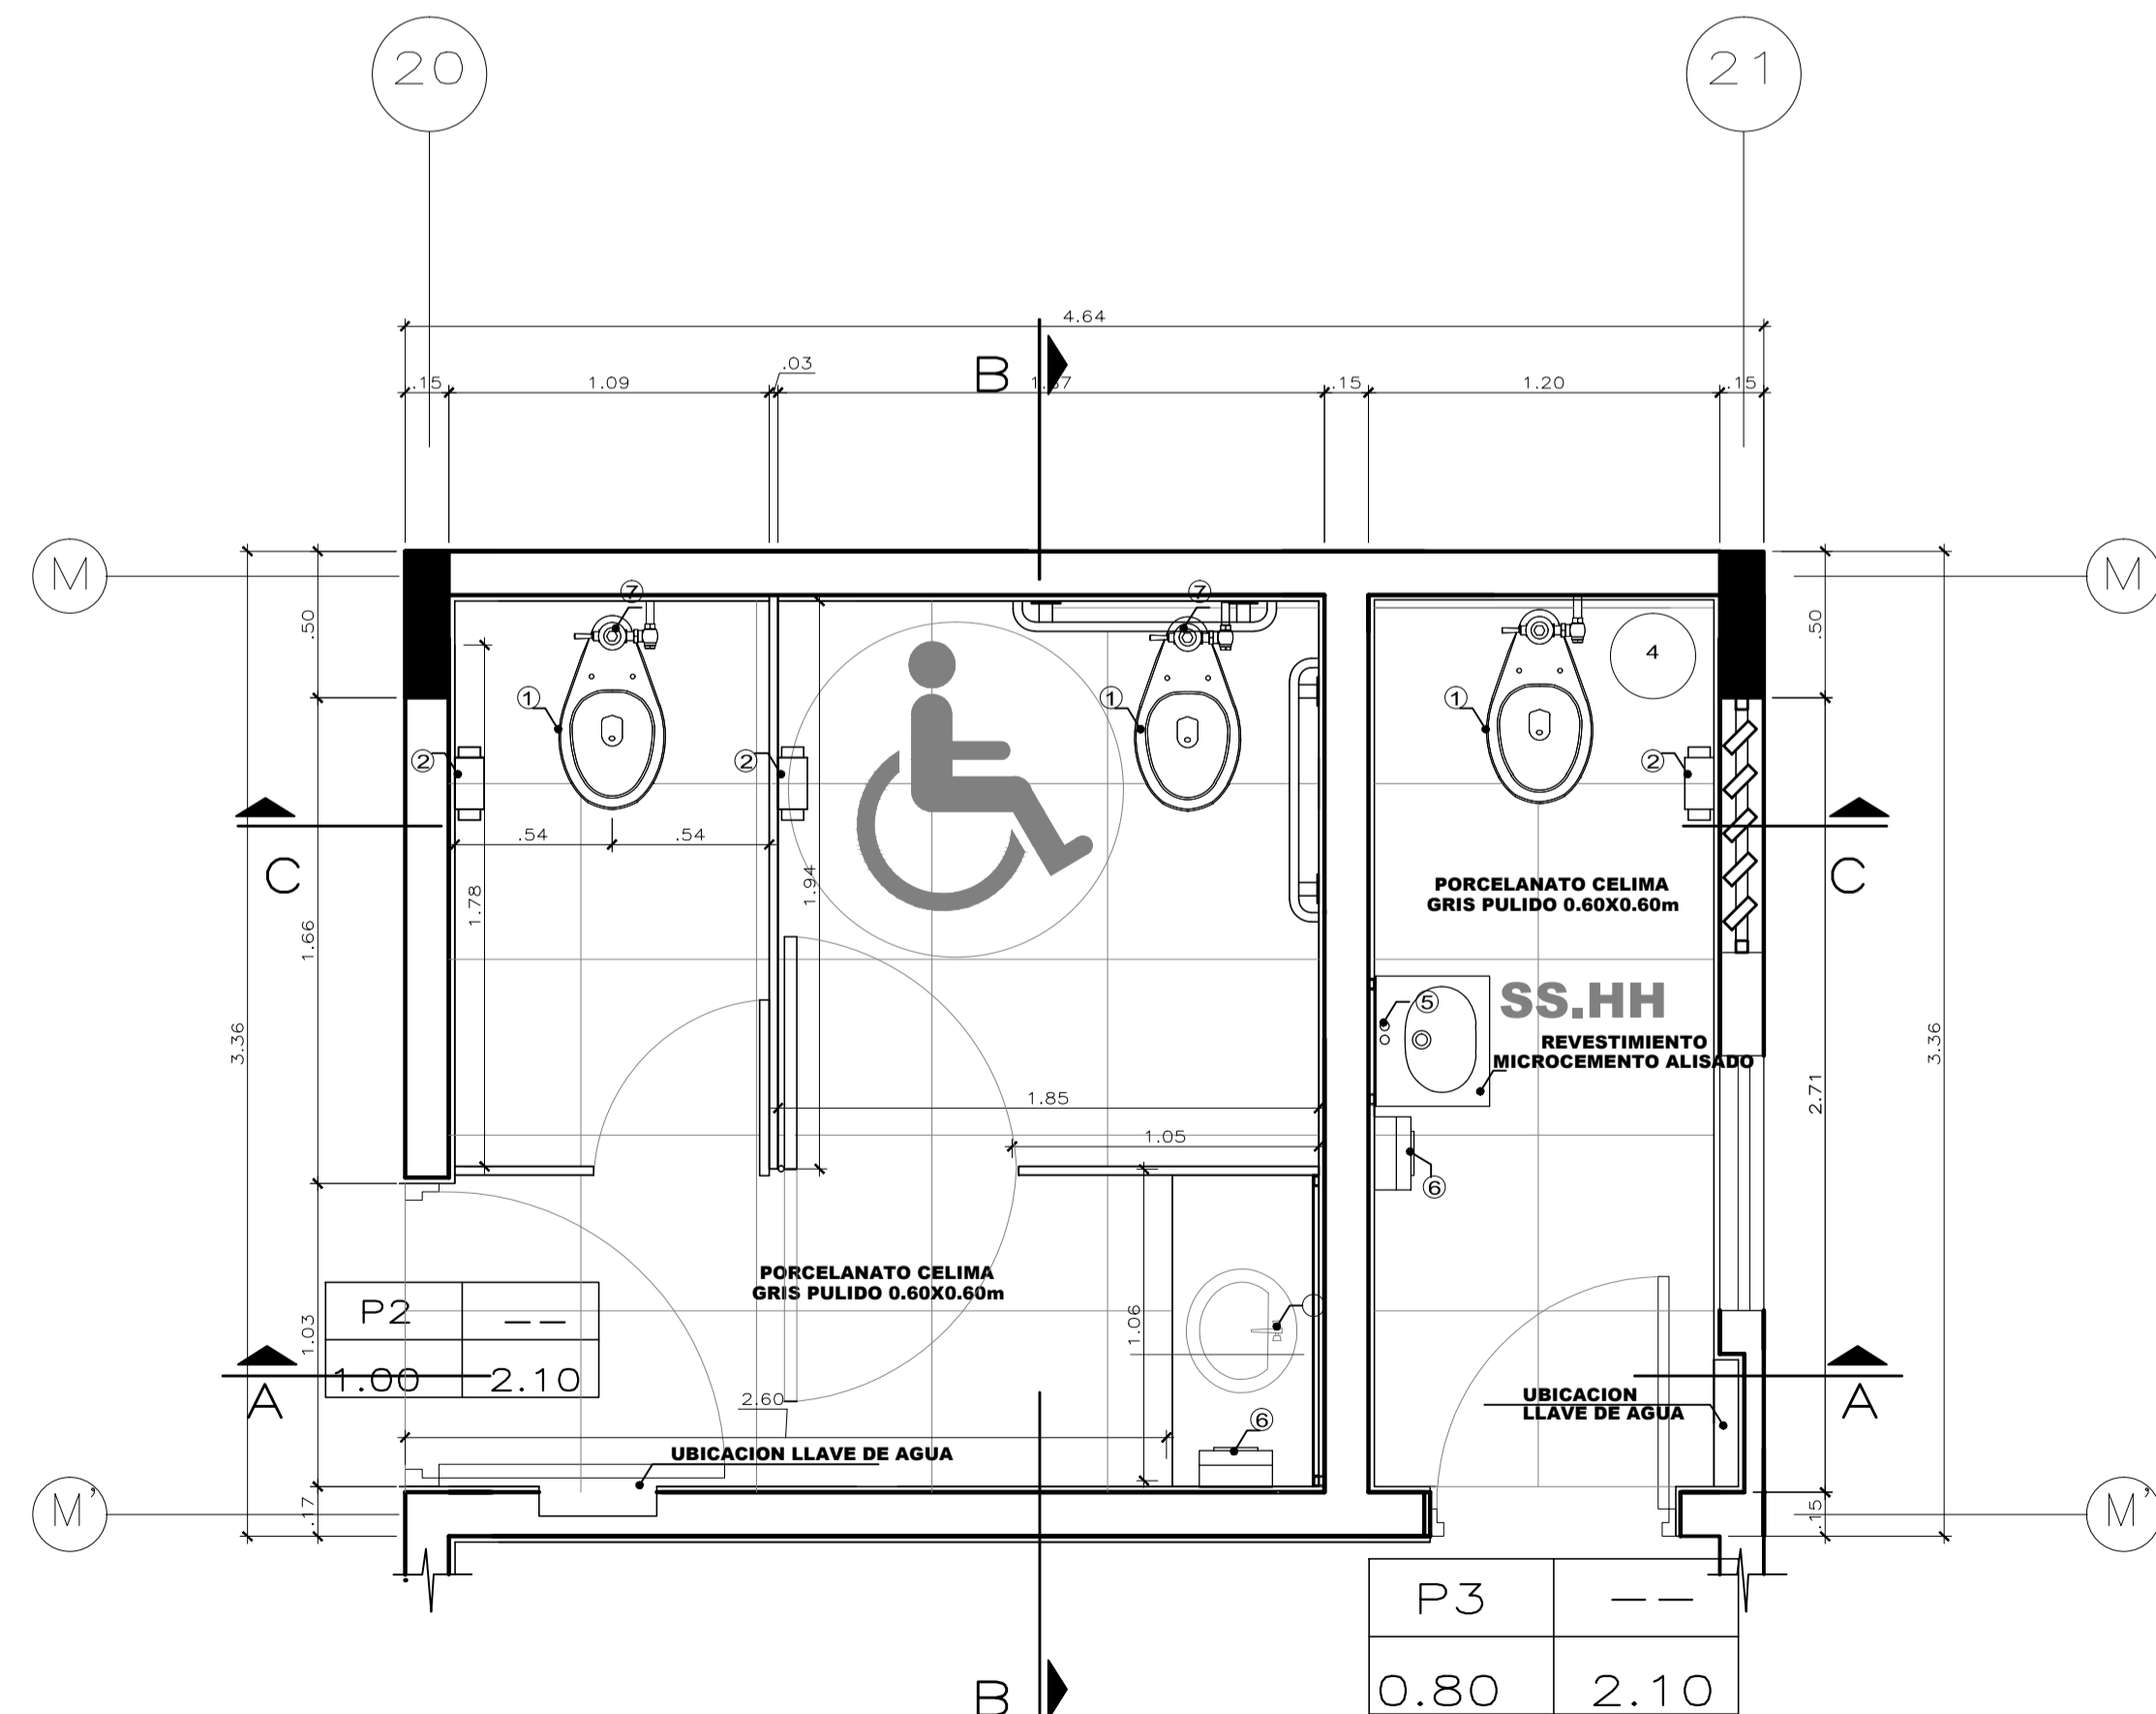 20
21
4.64
B
.03
.15
1.09
.15
1.20
.15
M
M
.50
.50
7
7
4
1
1
1
2
2
2
.54
.54
C
C
1.78
1.94
1.66
PORCELANATO CELIMA
GRIS PULIDO 0.60X0.60m
SS.HH
5
REVESTIMIENTO
MICROCEMENTO ALISADO
3.36
3.36
2.71
1.85
1.05
6
PORCELANATO CELIMA
GRIS PULIDO 0.60X0.60m
P2 --
1.00 2.10
1.03
1.06
A
A
2.60
UBICACION
LLAVE DE AGUA
6
UBICACION LLAVE DE AGUA
M'
M'
.17
.15
P3 --
0.80 2.10
B